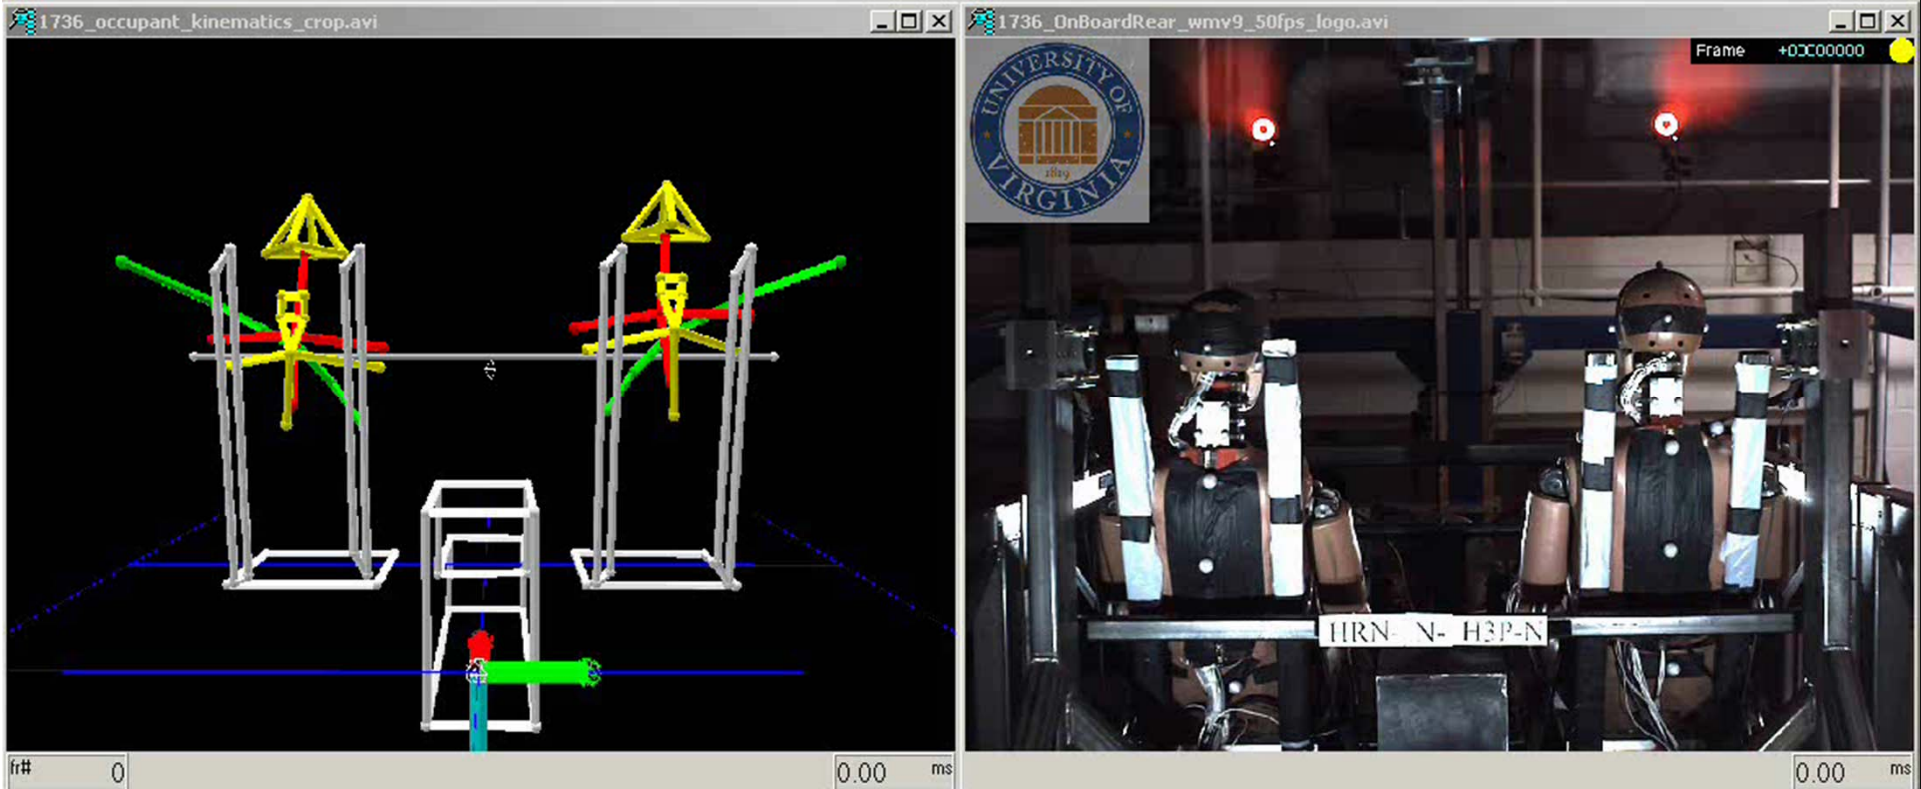 1736_occupant_kinematics_crop.avi
fr#
0
0.00
ms
1736_OnBoardRear_wmv9_50fps_logo.avi
UNIVERSITY OF
VIRGINIA
1819
Frame
HRN- N- H3P-N
0.00
ms